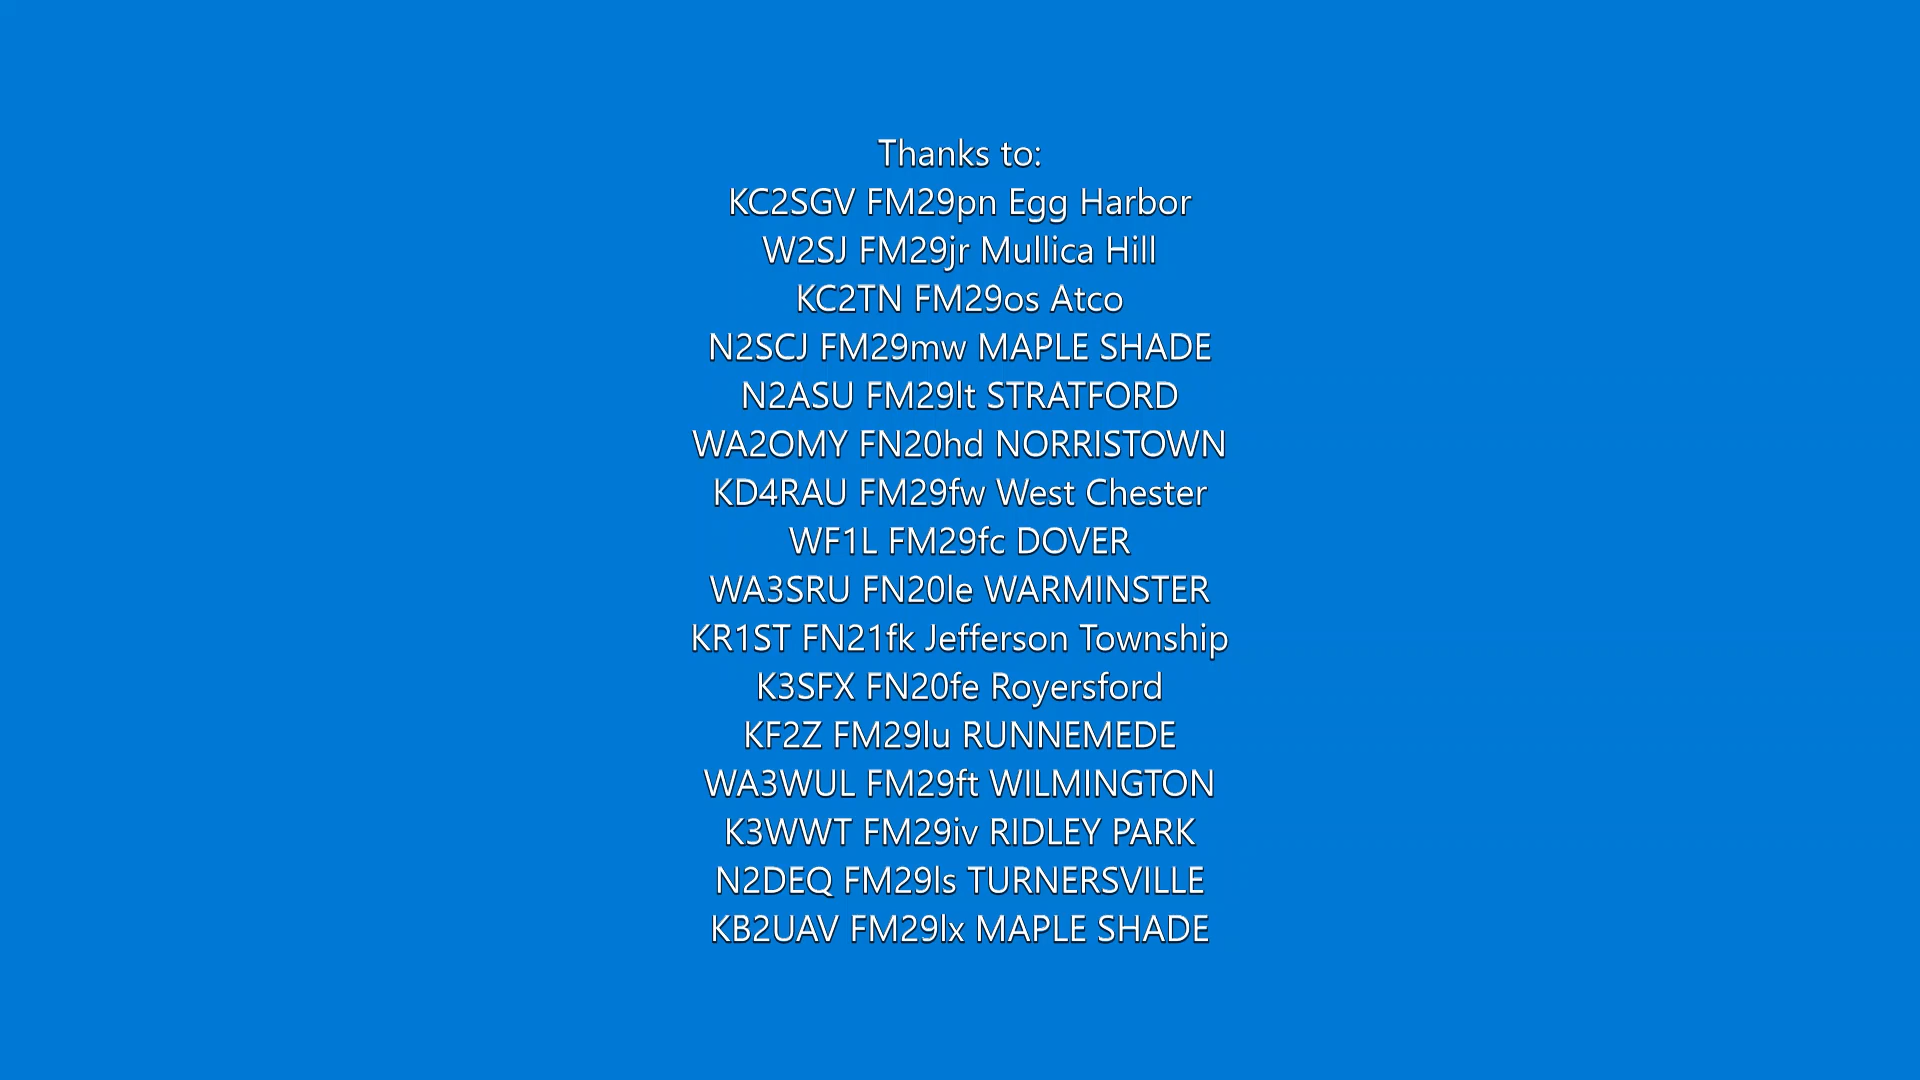 Thanks to:
KC2SGV FM29pn Egg Harbor
W2SJ FM29jr Mullica Hill
KC2TN FM29os Atco
N2SCJ FM29mw MAPLE SHADE
N2ASU FM29lt STRATFORD
WA2OMY FN20hd NORRISTOWN
KD4RAU FM29fw West Chester
WF1L FM29fc DOVER
WA3SRU FN20le WARMINSTER
KR1ST FN21fk Jefferson Township
K3SFX FN20fe Royersford
KF2Z FM29lu RUNNEMEDE
WA3WUL FM29ft WILMINGTON
K3WWT FM29iv RIDLEY PARK
N2DEQ FM29ls TURNERSVILLE
KB2UAV FM29lx MAPLE SHADE